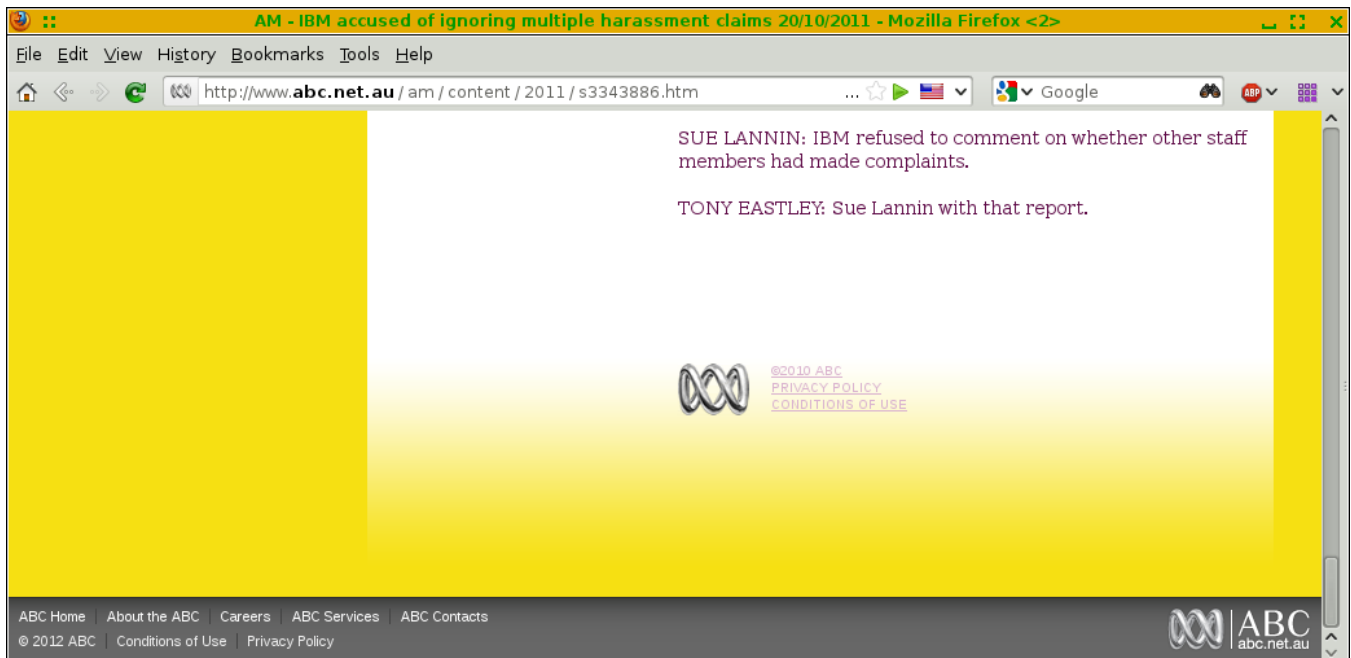 AM - IBM accused of ignoring multiple harassment claims 20/10/2011 - Mozilla Firefox <2>
File Edit View History Bookmarks Tools Help
http://www.abc.net.au/am/content/2011/s3343886.htm ... Google ABP
SUE LANNIN: IBM refused to comment on whether other staff
members had made complaints.
TONY EASTLEY: Sue Lannin with that report.
©2010 ABC
PRIVACY POLICY
CONDITIONS OF USE
ABC Home About the ABC Careers ABC Services ABC Contacts
© 2012 ABC Conditions of Use Privacy Policy
ABC
abc.net.au